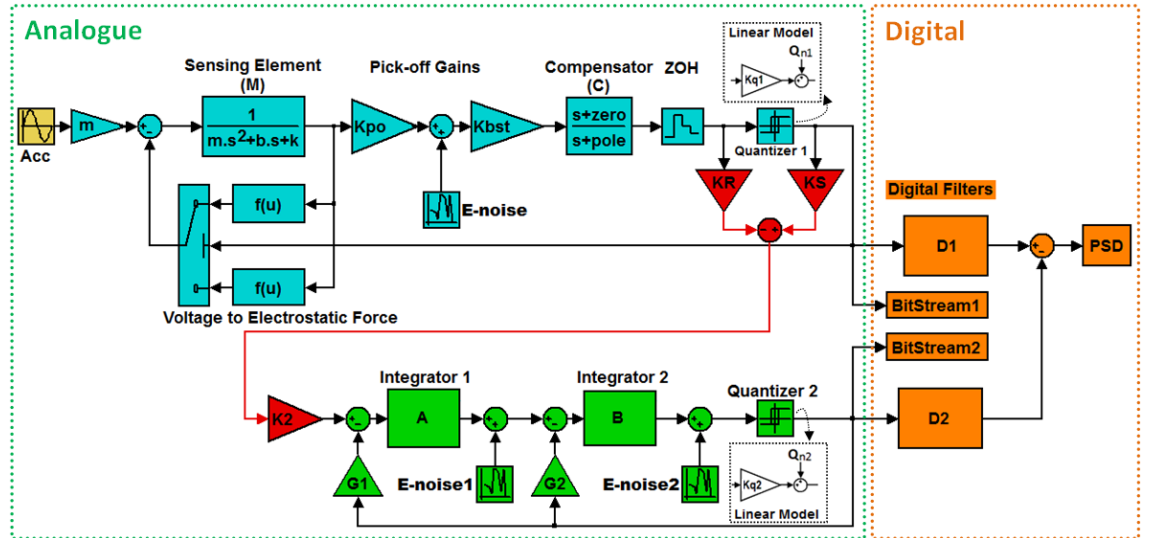 Analogue
Digital
Linear Model
Qn1
Kq1
Sensing Element
(M)
Pick-off Gains
Compensator
(C)
ZOH
Acc
m
1
m.s²+b.s+k
Kpo
Kbst
s+zero
s+pole
Quantizer 1
E-noise
KR
KS
f(u)
f(u)
Voltage to Electrostatic Force
Digital Filters
D1
PSD
BitStream1
BitStream2
D2
Integrator 1
Integrator 2
Quantizer 2
K2
A
B
G1
E-noise1
G2
E-noise2
Qn2
Kq2
Linear Model